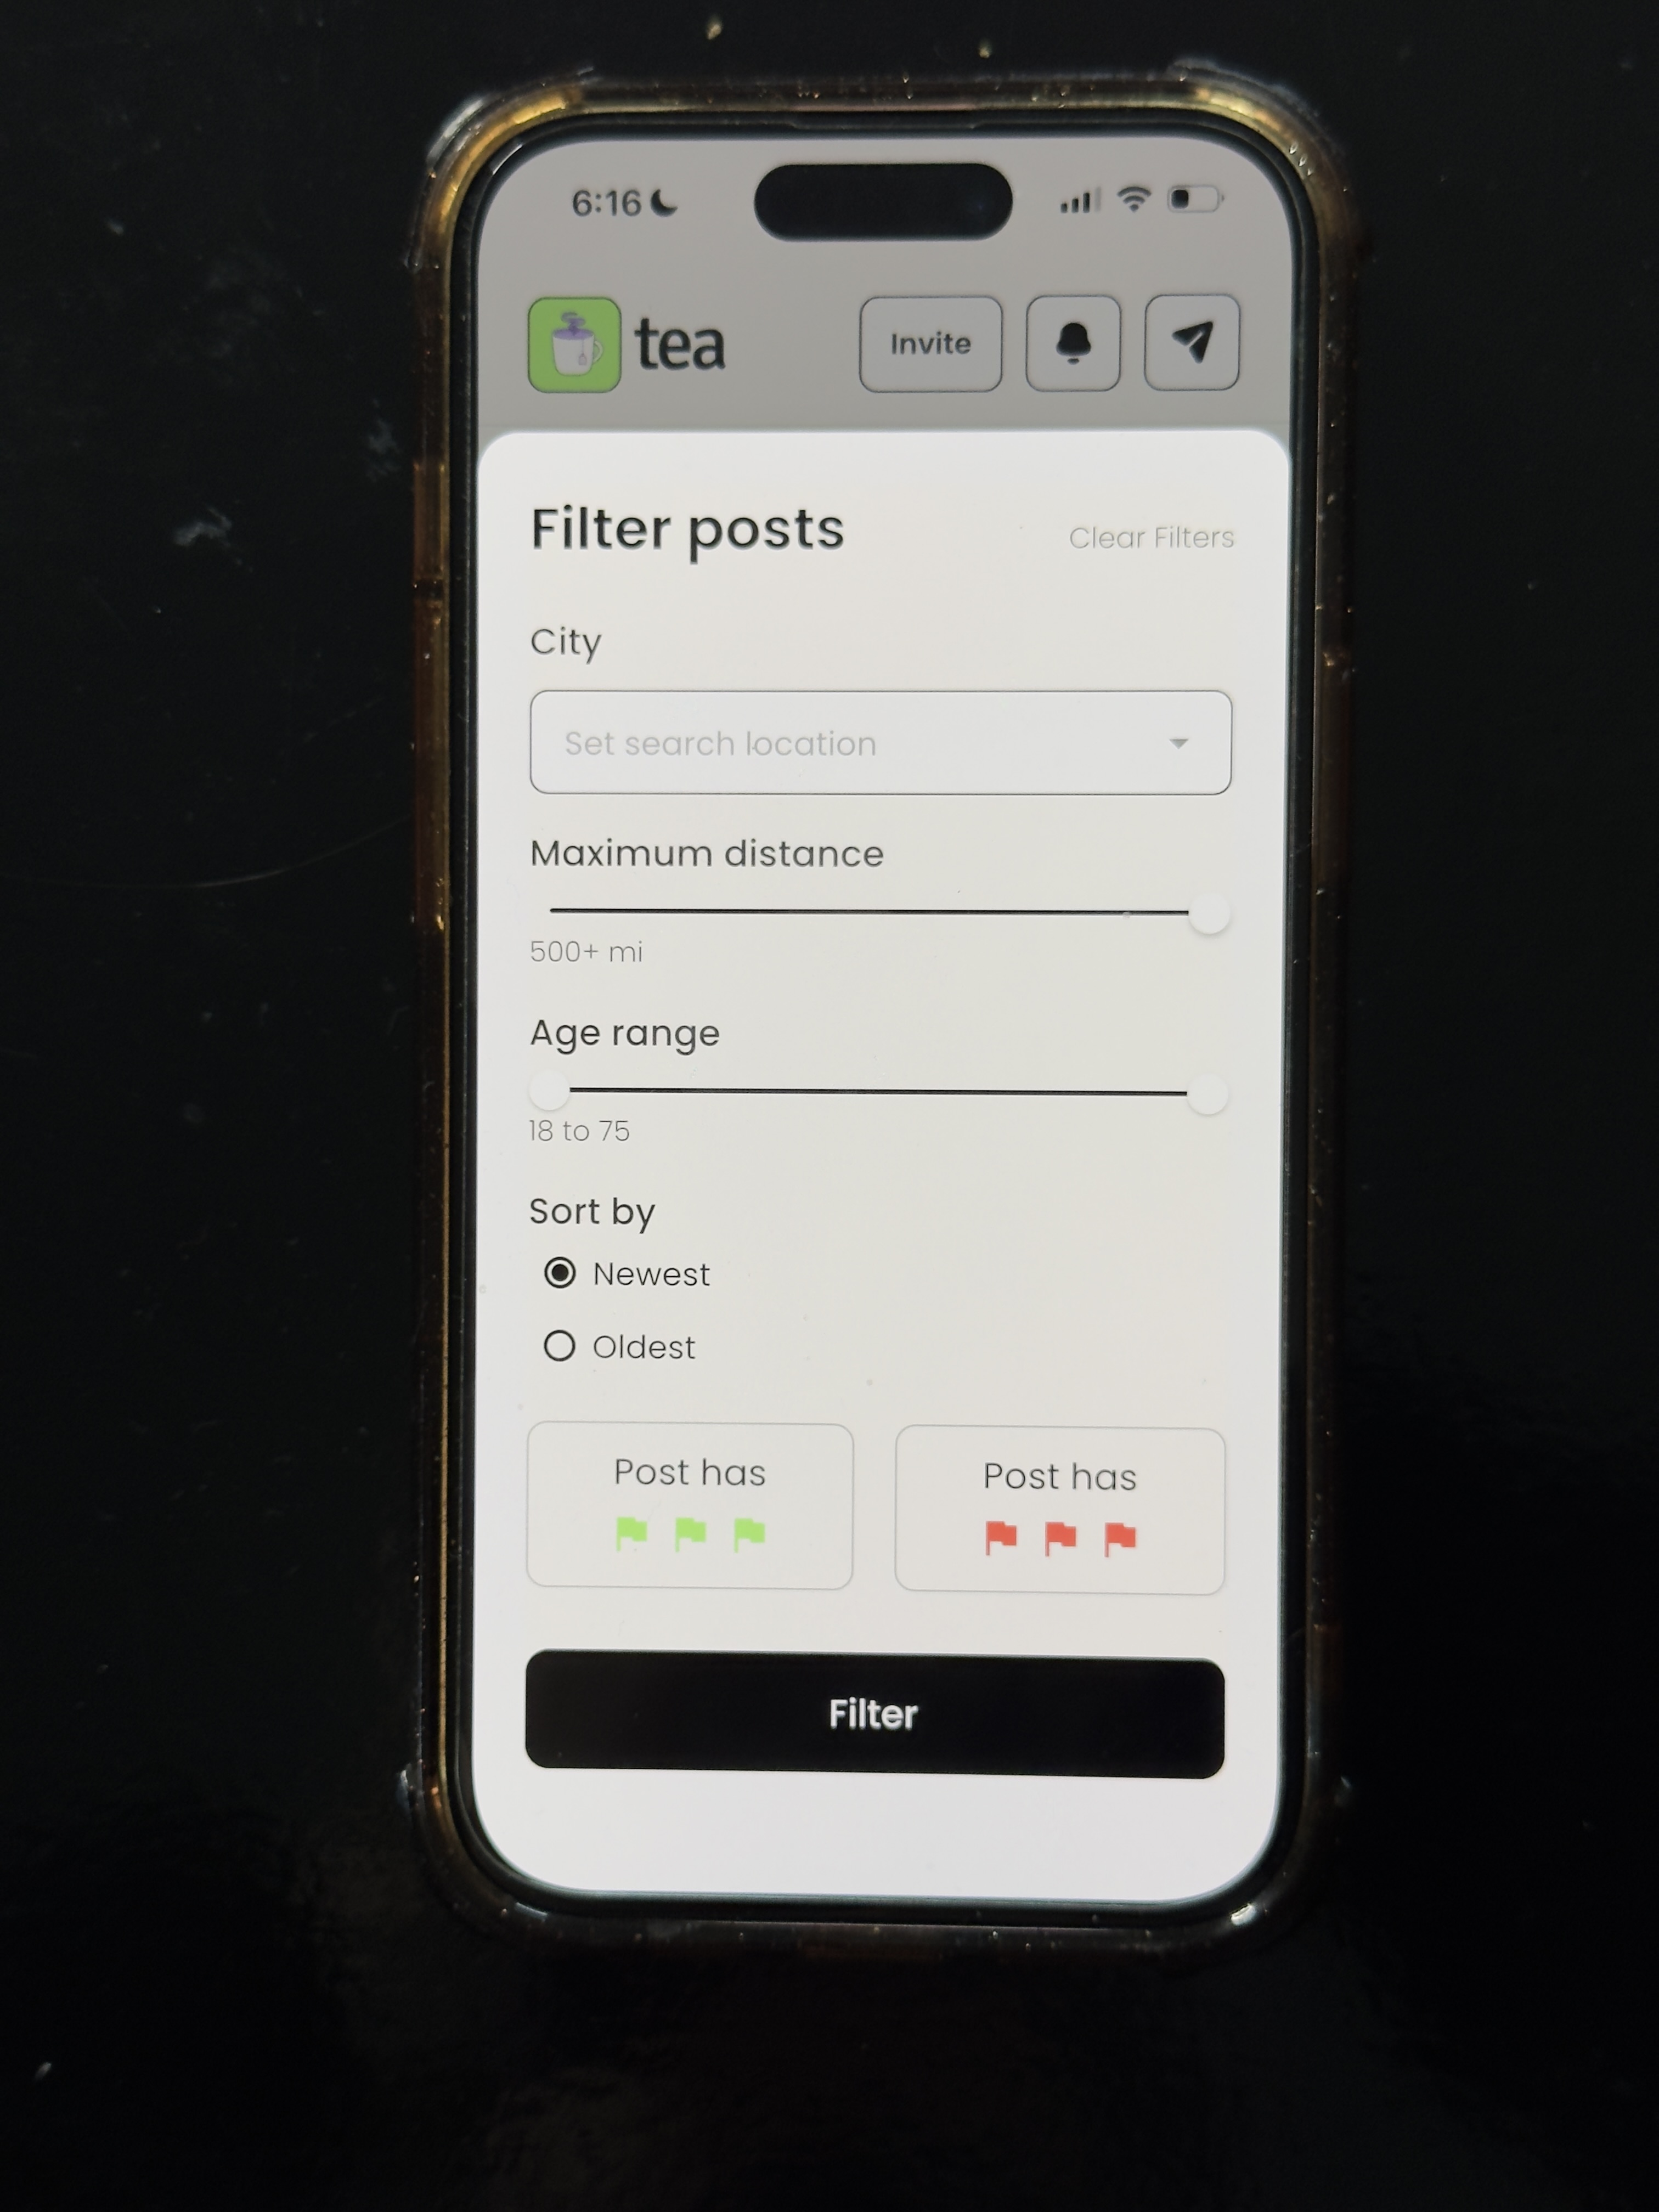 6:16
tea
Invite
Filter posts
Clear Filters
City
Set search location
Maximum distance
500+ mi
Age range
18 to 75
Sort by
Newest
Oldest
Post has
Post has
Filter